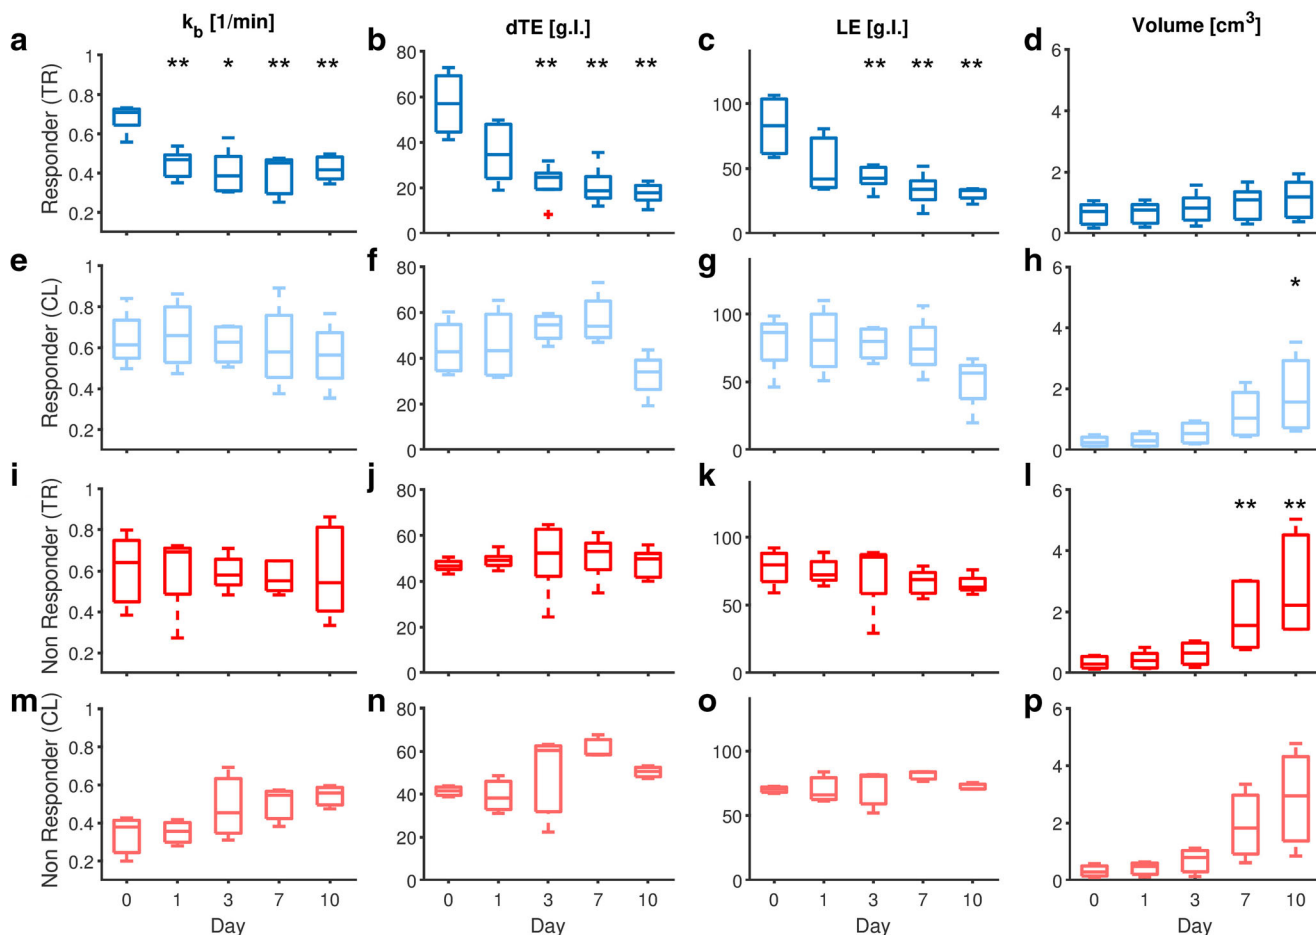 k_b [1/min] dTE [g.l.] LE [g.l.] Volume [cm³]
a b c d
Responder (TR)
1 0.8 0.6 0.4 0.2
** * ** **
80 60 40 20 0
** ** **
100 50 0
** ** **
6 4 2 0
e f g h
Responder (CL)
1 0.8 0.6 0.4 0.2
80 60 40 20 0
100 50 0
6 4 2 0
*
i j k l
Non Responder (TR)
1 0.8 0.6 0.4 0.2
80 60 40 20 0
100 50 0
6 4 2 0
** **
m n o p
Non Responder (CL)
1 0.8 0.6 0.4 0.2
80 60 40 20 0
100 50 0
6 4 2 0
0 1 3 7 10 0 1 3 7 10 0 1 3 7 10 0 1 3 7 10
Day Day Day Day